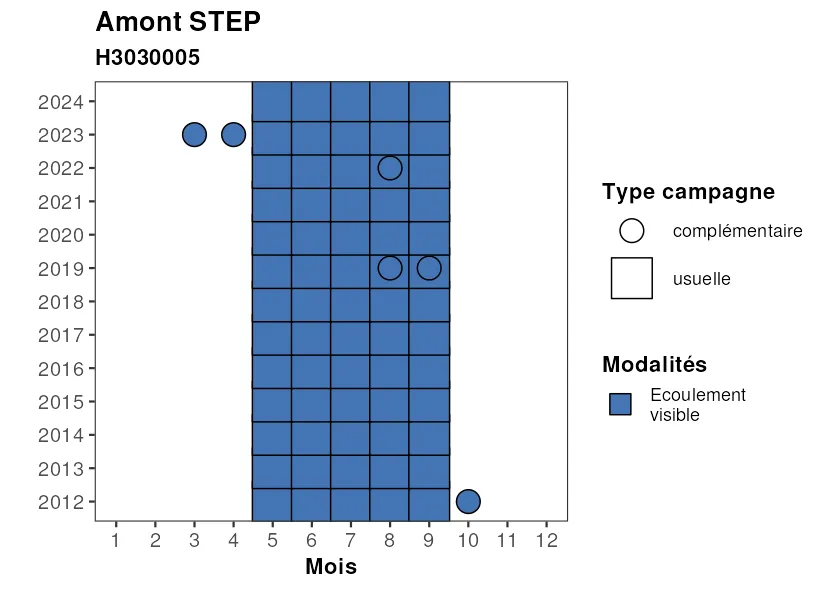 Amont STEP
H3030005
2024
2023
2022
2021
2020
2019
2018
2017
2016
2015
2014
2013
2012
1 2 3 4 5 6 7 8 9 10 11 12
Mois
Type campagne
complémentaire
usuelle
Modalités
Ecoulement
visible